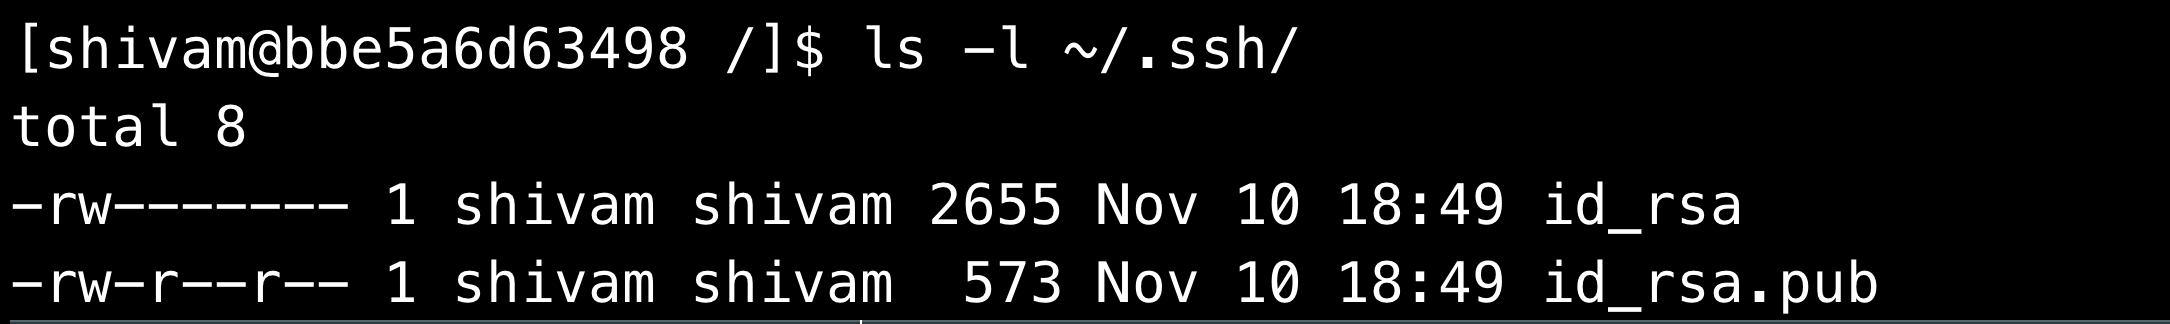 [shivam@bbe5a6d63498 /]$ ls -l ~/.ssh/
total 8
-rw------- 1 shivam shivam 2655 Nov 10 18:49 id_rsa
-rw-r--r-- 1 shivam shivam  573 Nov 10 18:49 id_rsa.pub